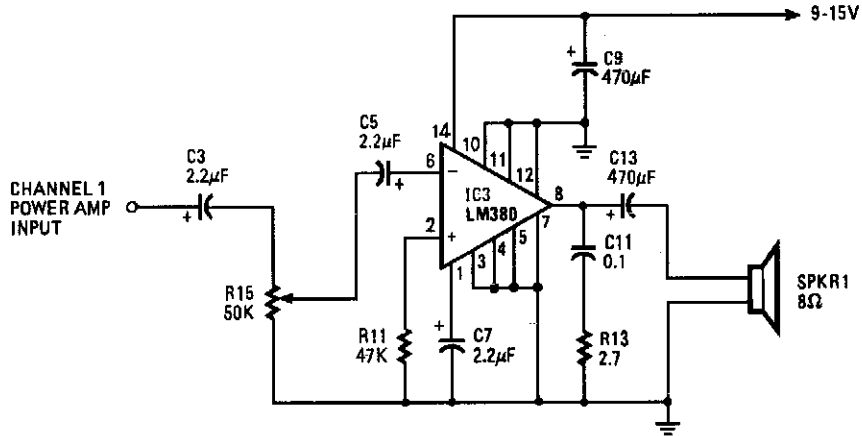 9-15V
+
C9
470µF
C5
2.2µF
14
10
11
12
C3
2.2µF
6
+
−
C13
470µF
8
IC3
LM380
CHANNEL 1
POWER AMP
INPUT
+
2
+
7
+
5
4
3
1
C11
0.1
R15
50K
SPKR1
8Ω
R11
47K
+
C7
2.2µF
R13
2.7